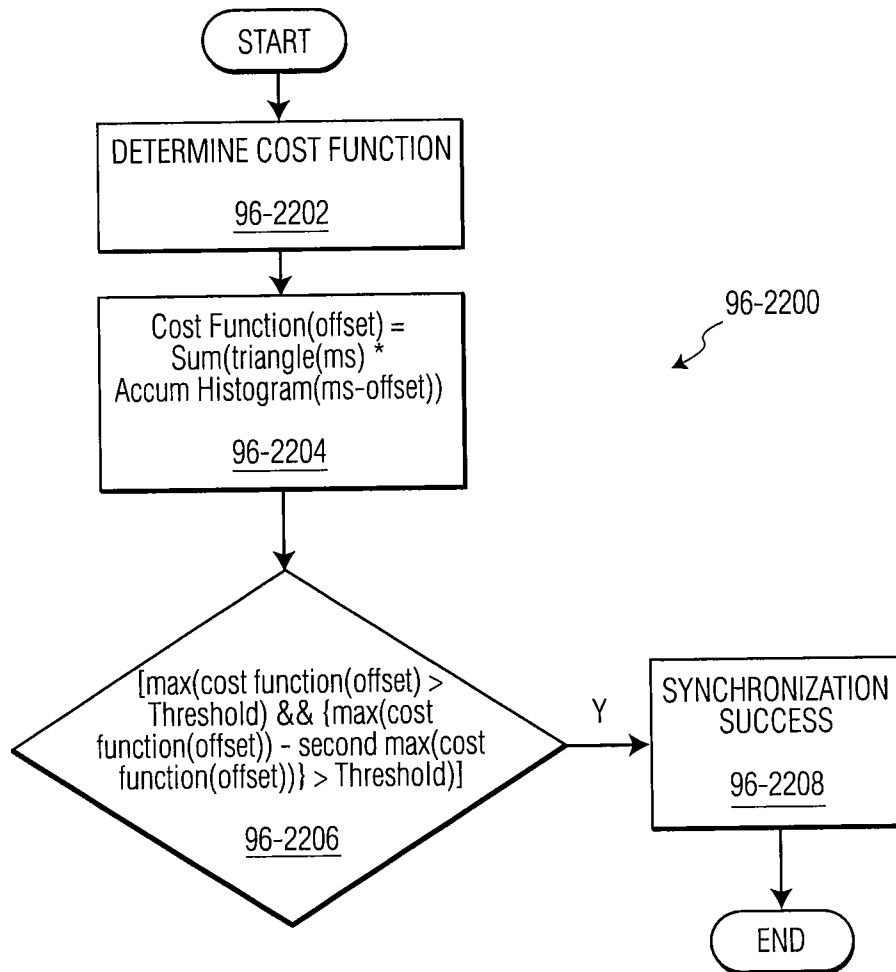 START
DETERMINE COST FUNCTION
96-2202
Cost Function(offset) =
Sum(triangle(ms) *
Accum Histogram(ms-offset))
96-2204
96-2200
[max(cost function(offset) >
Threshold) && {max(cost
function(offset)) - second max(cost
function(offset))} > Threshold)]
96-2206
Y
SYNCHRONIZATION
SUCCESS
96-2208
END